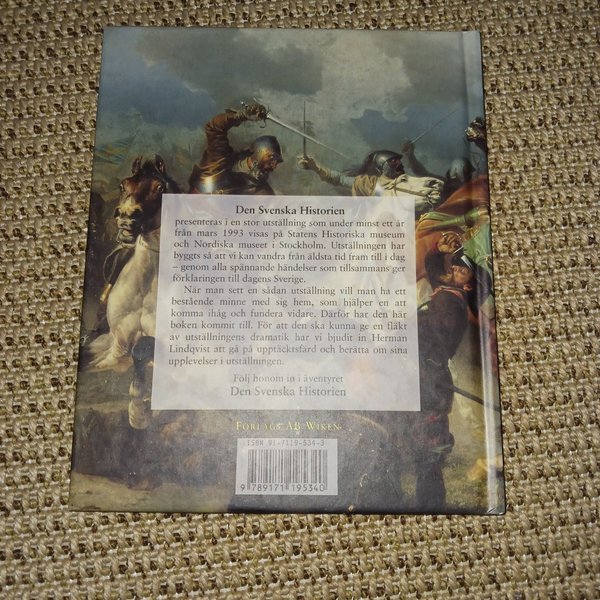 Den Svenska Historien
presenteras i en stor utställning som under minst ett år
från mars 1993 visas på Statens Historiska museum
och Nordiska museet i Stockholm. Utställningen har
byggts så att vi kan vandra från äldsta tid fram till i dag
– genom alla spännande händelser som tillsammans ger
förklaringen till dagens Sverige.
När man sett en sådan utställning vill man ha ett
bestående minne med sig hem, som hjälper en att
komma ihåg och fundera vidare. Därför har den här
boken kommit till. För att den ska kunna ge en fläkt
av utställningens dramatik har vi bjudit in Herman
Lindqvist att gå på upptäcktsfärd och berätta om sina
upplevelser i utställningen.
Följ honom in i äventyret
Den Svenska Historien
FÖRLAGS AB WIKEN
ISBN 91-7119-534-3
9 789171 195340